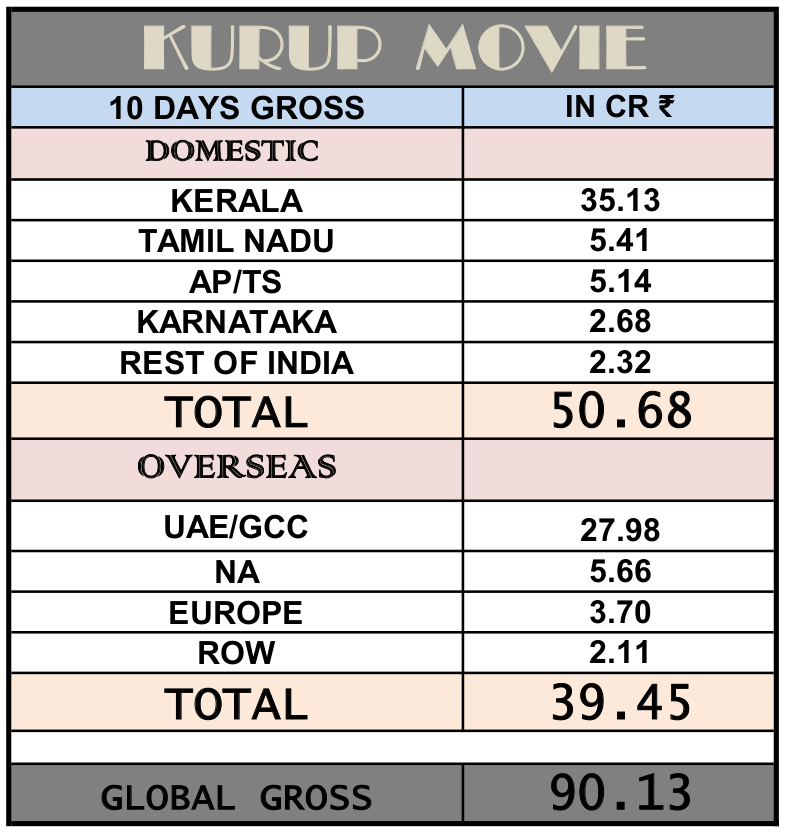 KURUP MOVIE
10 DAYS GROSS IN CR ₹
DOMESTIC
KERALA 35.13
TAMIL NADU 5.41
AP/TS 5.14
KARNATAKA 2.68
REST OF INDIA 2.32
TOTAL 50.68
OVERSEAS
UAE/GCC 27.98
NA 5.66
EUROPE 3.70
ROW 2.11
TOTAL 39.45
GLOBAL GROSS 90.13